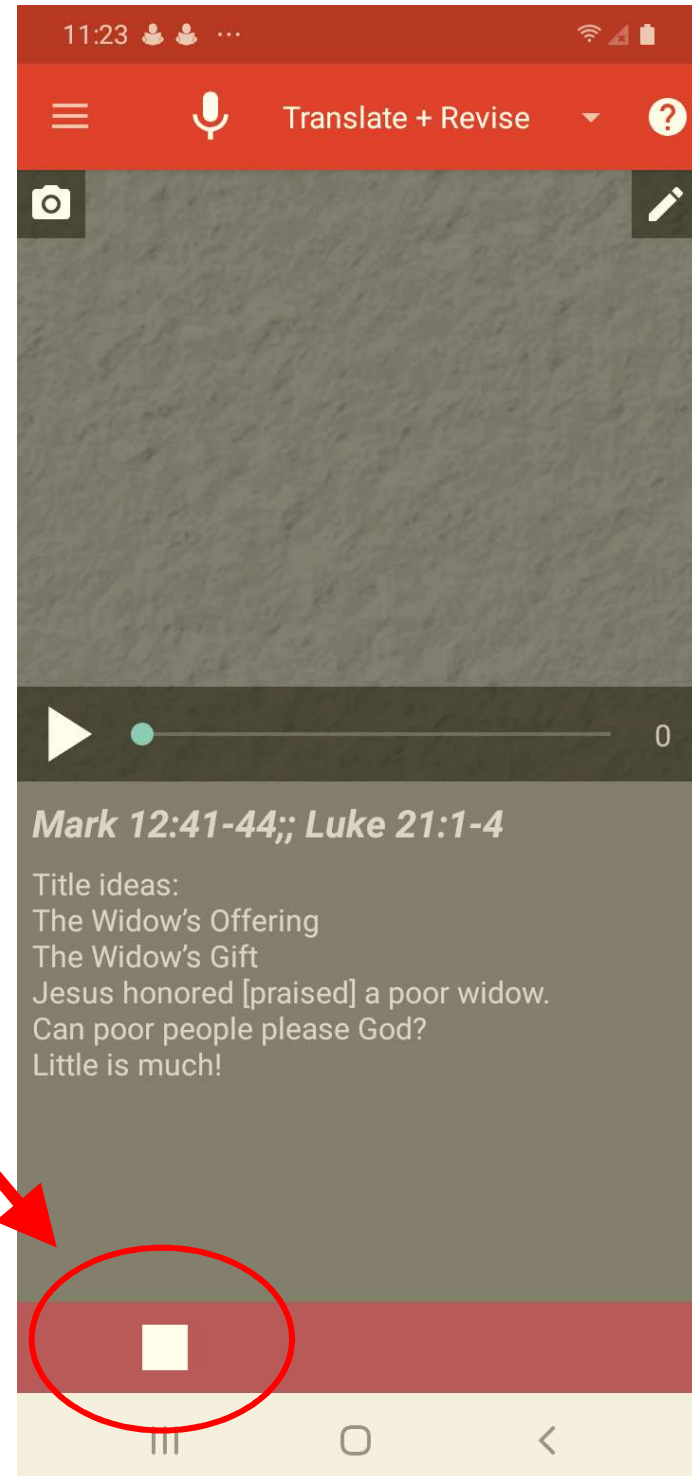 11:23
Translate + Revise
0
Mark 12:41-44;; Luke 21:1-4
Title ideas:
The Widow’s Offering
The Widow’s Gift
Jesus honored [praised] a poor widow.
Can poor people please God?
Little is much!